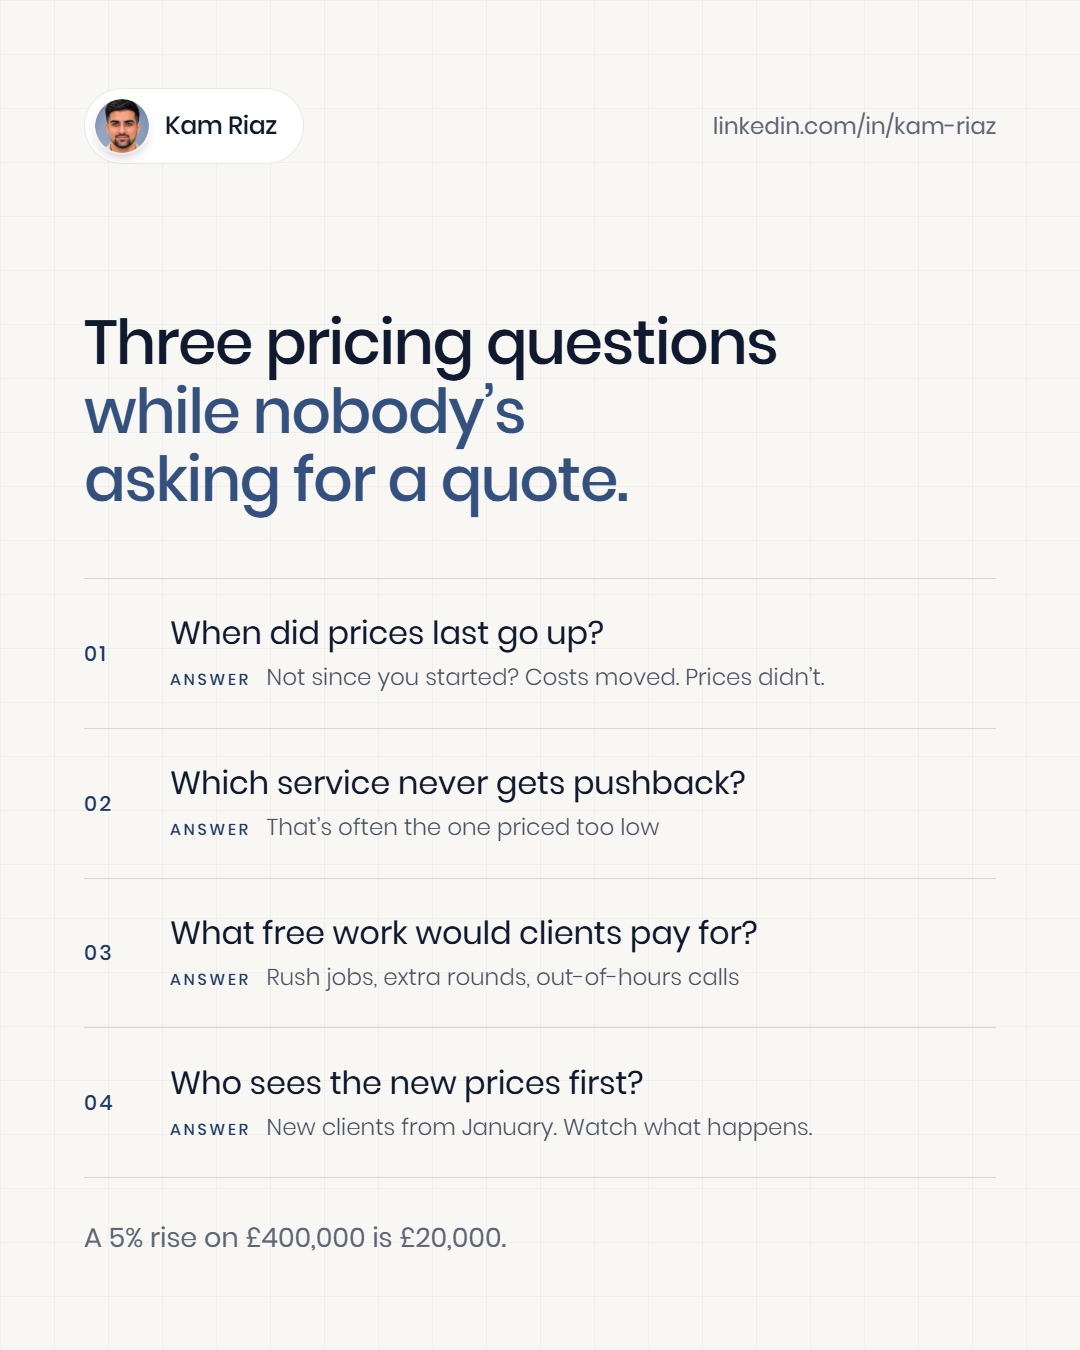 Kam Riaz
linkedin.com/in/kam-riaz
Three pricing questions
while nobody’s
asking for a quote.
01
When did prices last go up?
ANSWER Not since you started? Costs moved. Prices didn’t.
02
Which service never gets pushback?
ANSWER That’s often the one priced too low
03
What free work would clients pay for?
ANSWER Rush jobs, extra rounds, out-of-hours calls
04
Who sees the new prices first?
ANSWER New clients from January. Watch what happens.
A 5% rise on £400,000 is £20,000.